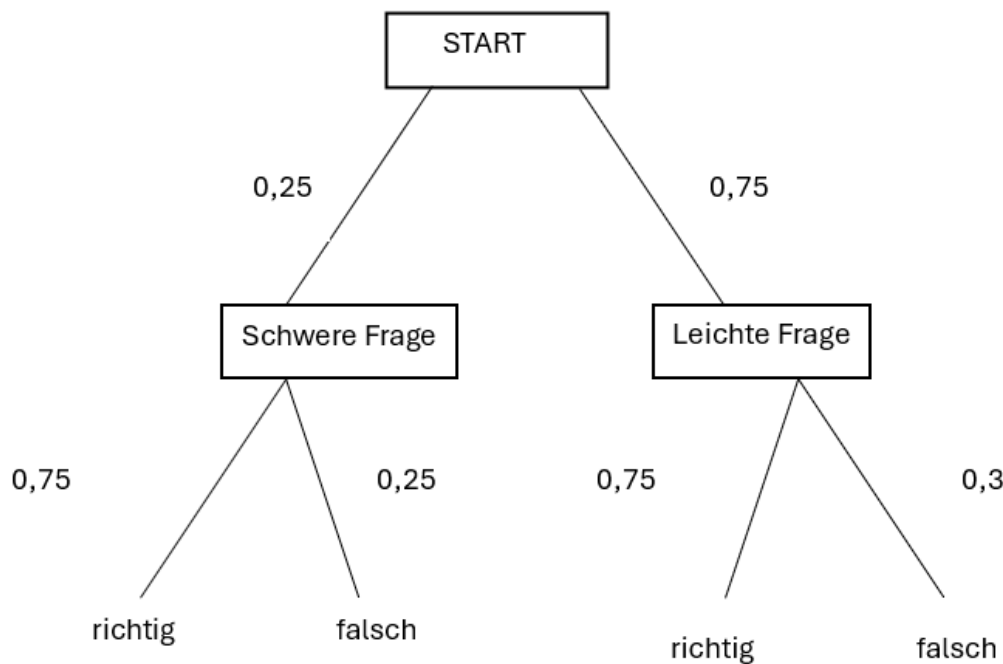 START
0,25
0,75
Schwere Frage
Leichte Frage
0,75
0,25
0,75
0,3
richtig
falsch
richtig
falsch